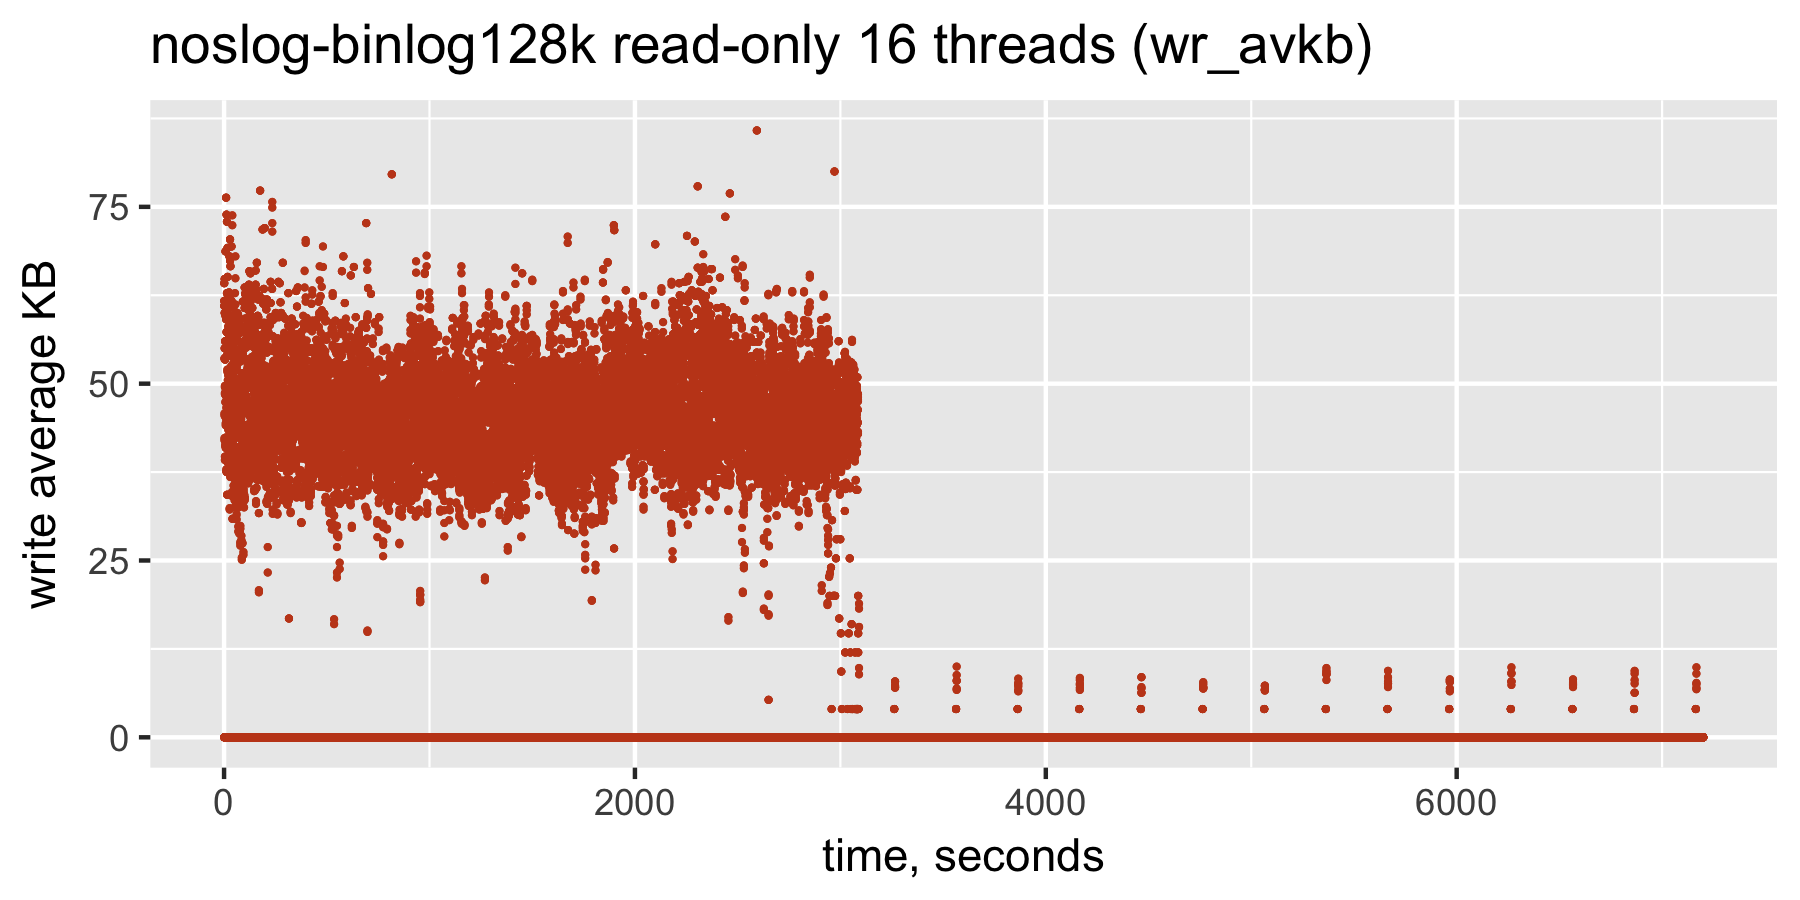 noslog-binlog128k read-only 16 threads (wr_avkb)
write average KB
75
50
25
0
0 2000 4000 6000
time, seconds